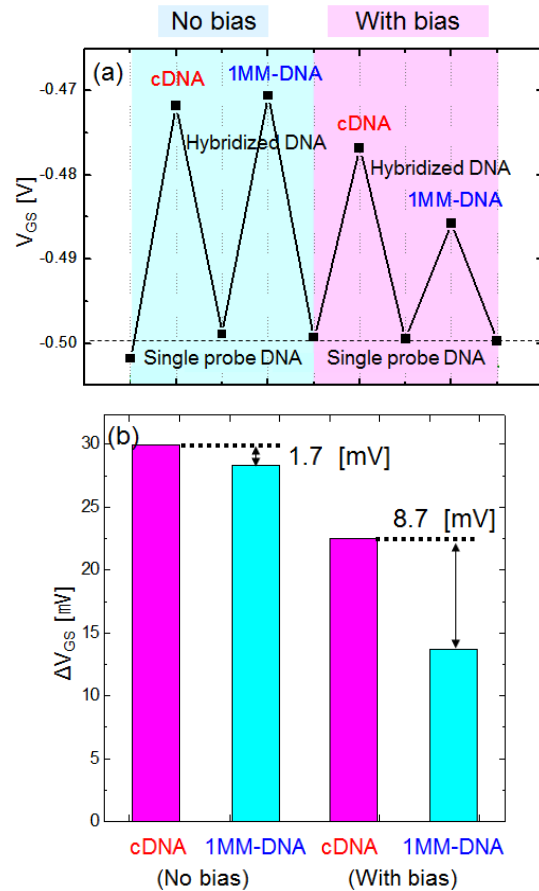 No bias With bias
(a)
cDNA 1MM-DNA
cDNA
Hybridized DNA
Hybridized DNA
1MM-DNA
Single probe DNA Single probe DNA
-0.47
-0.48
-0.49
-0.50
VGS [V]
(b)
1.7 [mV]
8.7 [mV]
30
25
20
15
10
5
0
ΔVGS [㎷]
cDNA 1MM-DNA cDNA 1MM-DNA
(No bias) (With bias)